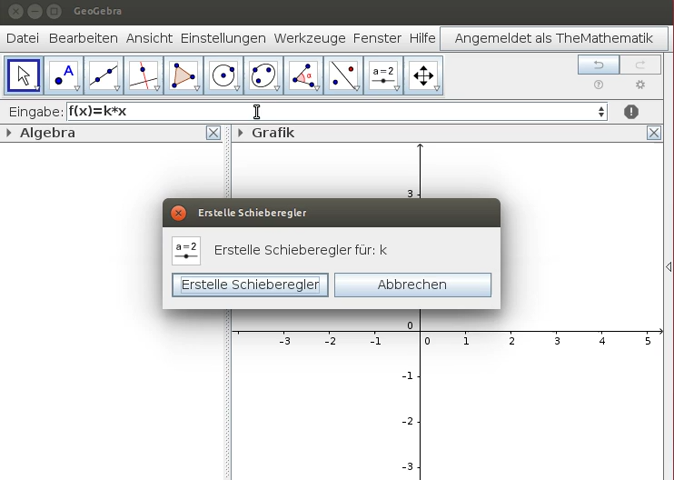 GeoGebra
Datei Bearbeiten Ansicht Einstellungen Werkzeuge Fenster Hilfe Angemeldet als TheMathematik
A
α
a=2
?
Eingabe: f(x)=k*x
!
Algebra
Grafik
3
Erstelle Schieberegler
a=2
Erstelle Schieberegler für: k
Erstelle Schieberegler Abbrechen
0
-3 -2 -1 0 1 2 3 4 5
-1
-2
-3